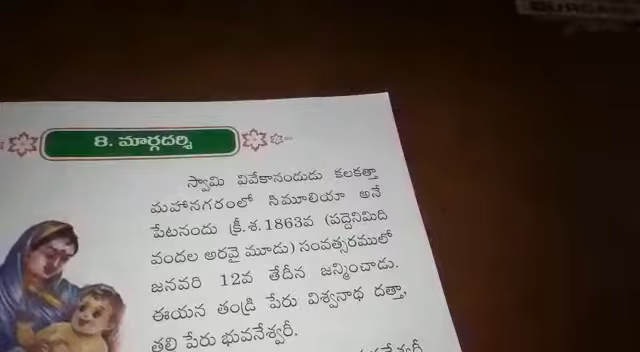 8. మార్గదర్శి
స్వామి వివేకానందుడు కలకత్తా
మహానగరంలో సిమూలియా అనే
పేటనందు క్రీ.శ.1863వ (పద్దెనిమిది
వందల అరవై మూడు) సంవత్సరములో
జనవరి 12వ తేదీన జన్మించాడు.
ఈయన తండ్రి పేరు విశ్వనాథ దత్తా,
తల్లి పేరు భువనేశ్వరీ.